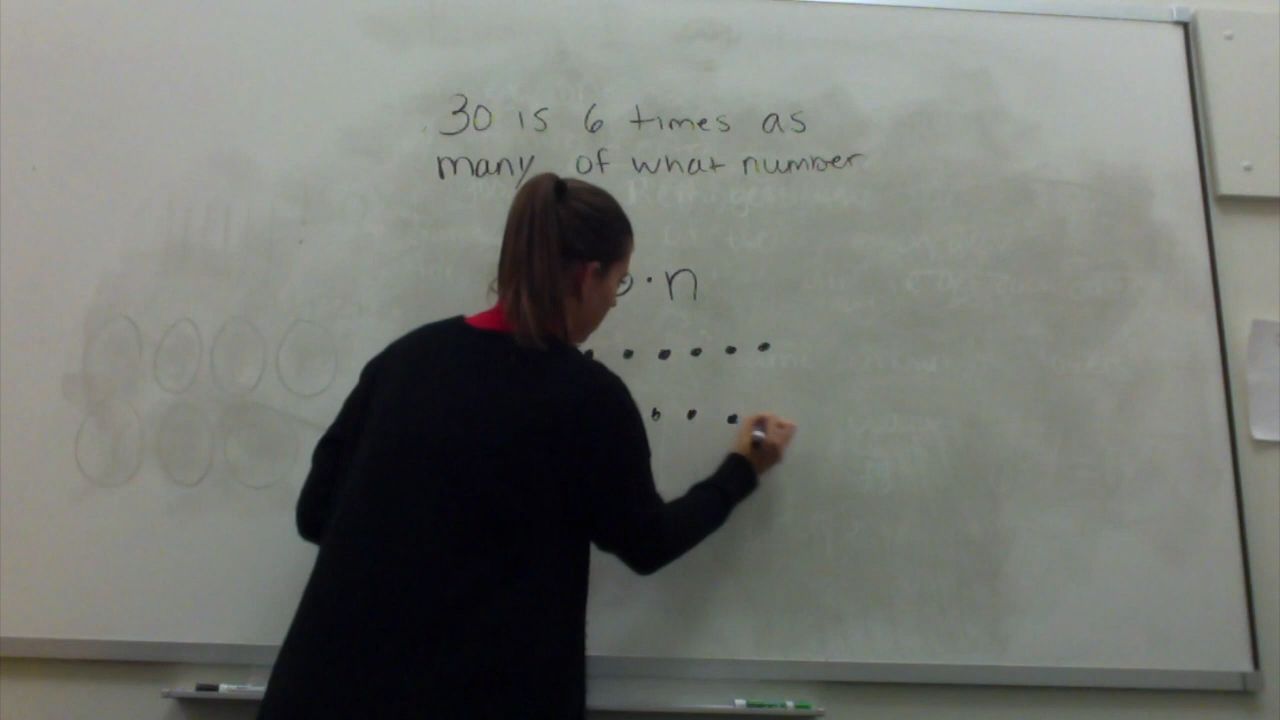 30 is 6 times as
many of what number
· n